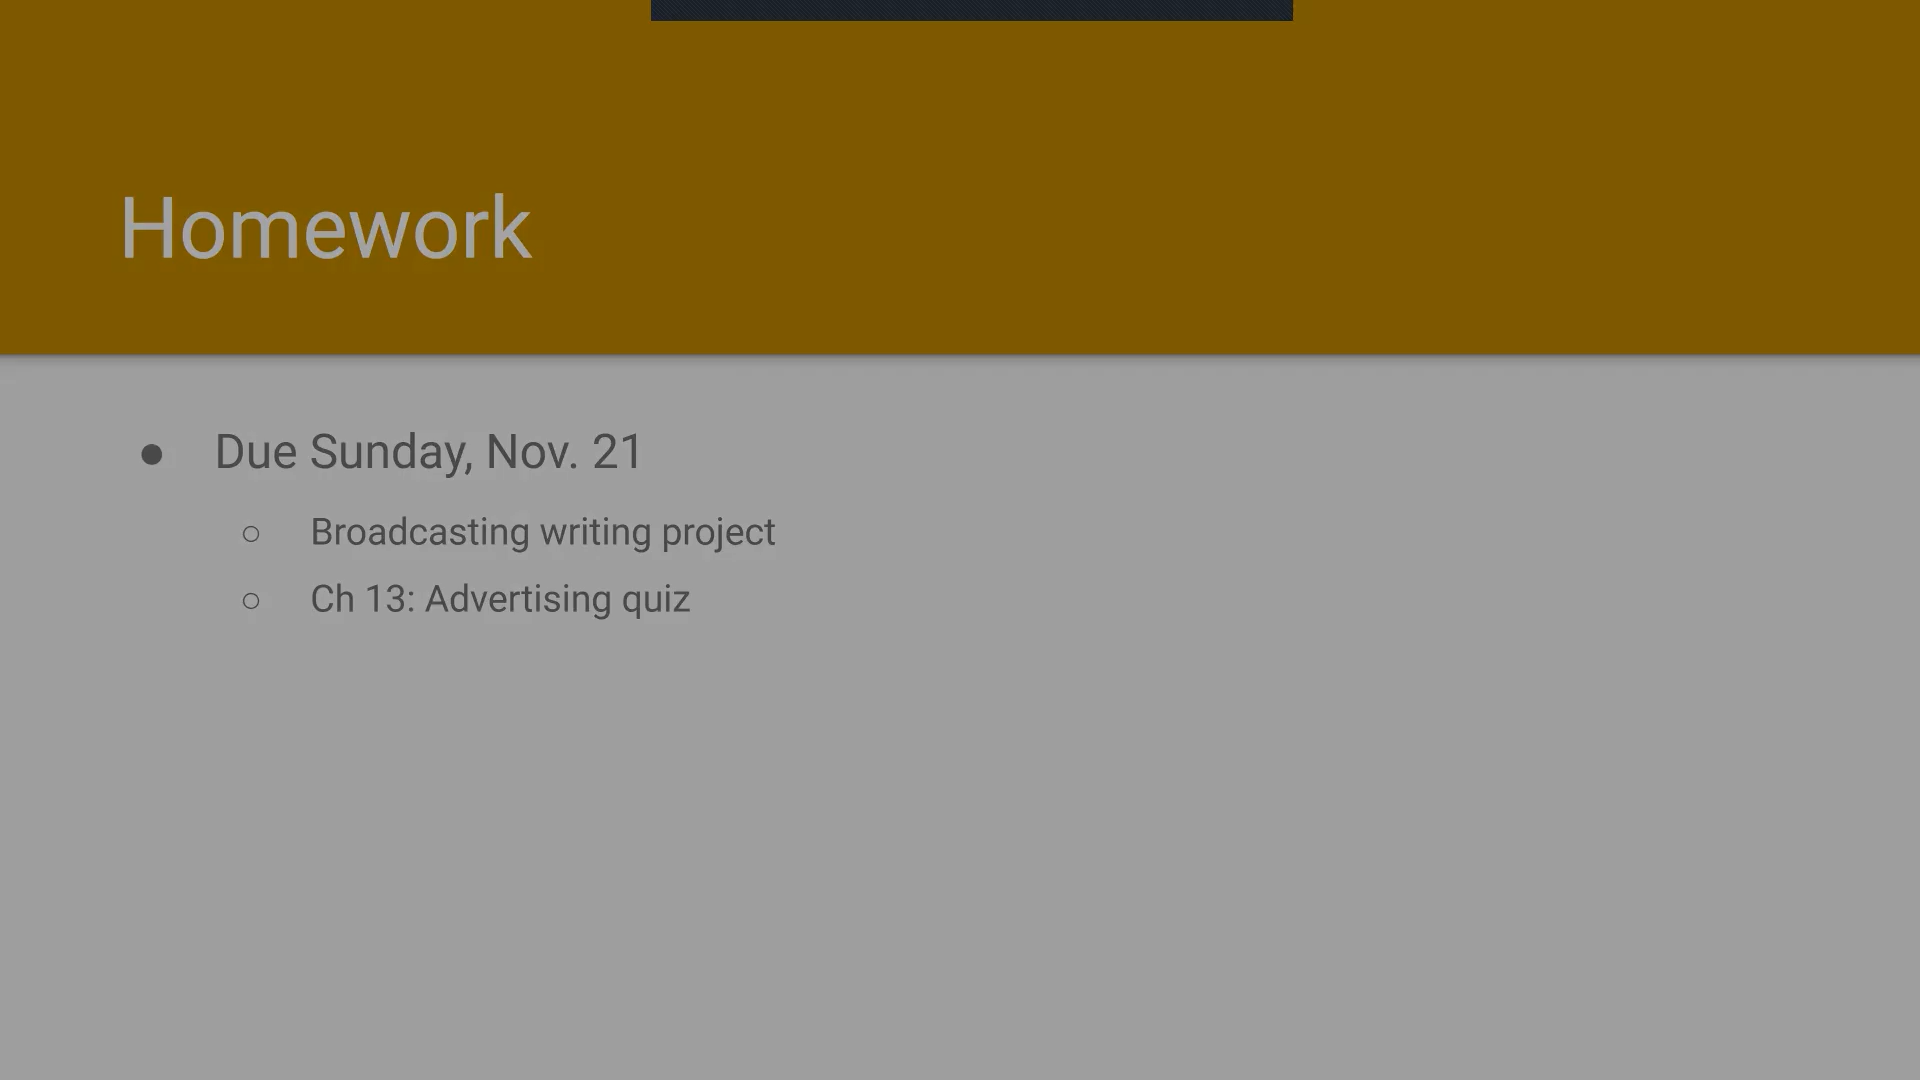 Homework
● Due Sunday, Nov. 21
○ Broadcasting writing project
○ Ch 13: Advertising quiz